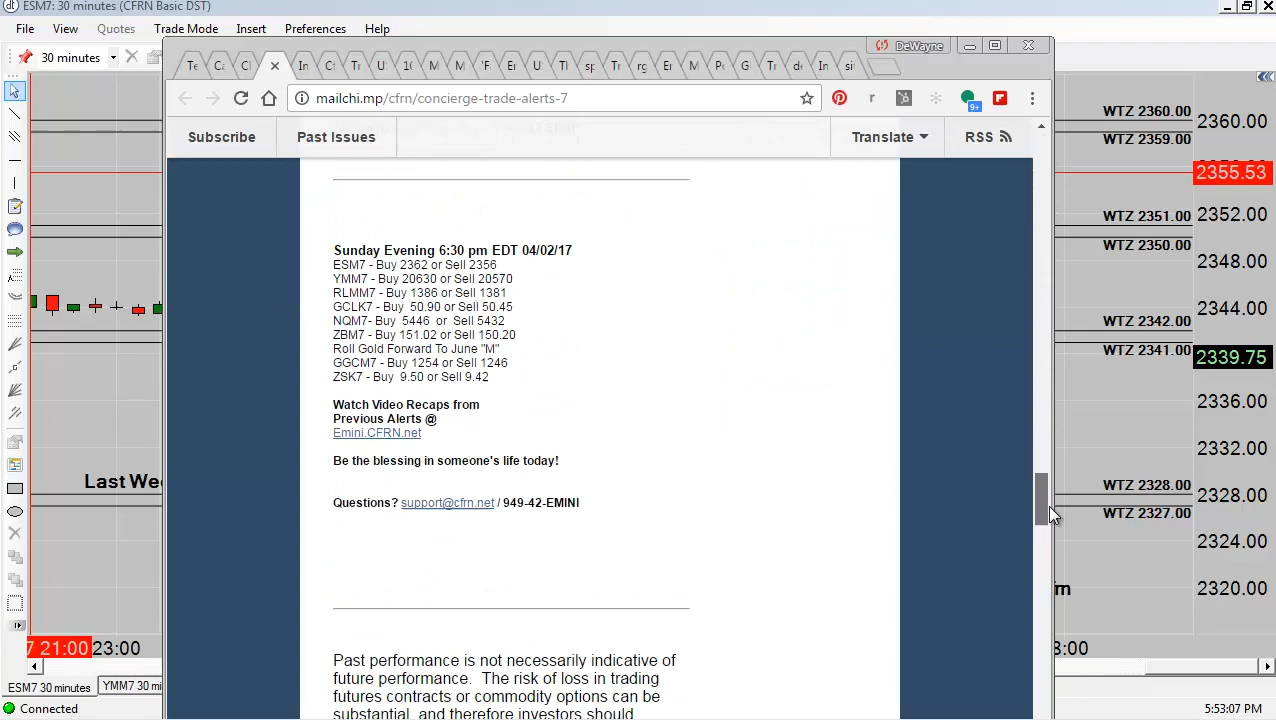 ESM7: 30 minutes (CFRN Basic DST)
File View Quotes Trade Mode Insert Preferences Help
30 minutes
DeWayne
mailchi.mp/cfrn/concierge-trade-alerts-7
9+
Subscribe Past Issues Translate RSS
Sunday Evening 6:30 pm EDT 04/02/17
ESM7 - Buy 2362 or Sell 2356
YMM7 - Buy 20630 or Sell 20570
RLMM7 - Buy 1386 or Sell 1381
GCLK7 - Buy 50.90 or Sell 50.45
NQM7- Buy 5446 or Sell 5432
ZBM7 - Buy 151.02 or Sell 150.20
Roll Gold Forward To June "M"
GGCM7 - Buy 1254 or Sell 1246
ZSK7 - Buy 9.50 or Sell 9.42
Watch Video Recaps from
Previous Alerts @
Emini.CFRN.net
Be the blessing in someone's life today!
Questions? support@cfrn.net / 949-42-EMINI
Past performance is not necessarily indicative of
future performance. The risk of loss in trading
futures contracts or commodity options can be
substantial, and therefore investors should
WTZ 2360.00
2360.00
WTZ 2359.00
2355.53
WTZ 2351.00
2352.00
WTZ 2350.00
2348.00
2344.00
WTZ 2342.00
WTZ 2341.00
2339.75
2336.00
2332.00
WTZ 2328.00
2328.00
WTZ 2327.00
2324.00
2320.00
Last Wee
rn
7 21:00 23:00
8:00
ESM7 30 minutes YMM7 30 mi
Connected
5:53:07 PM